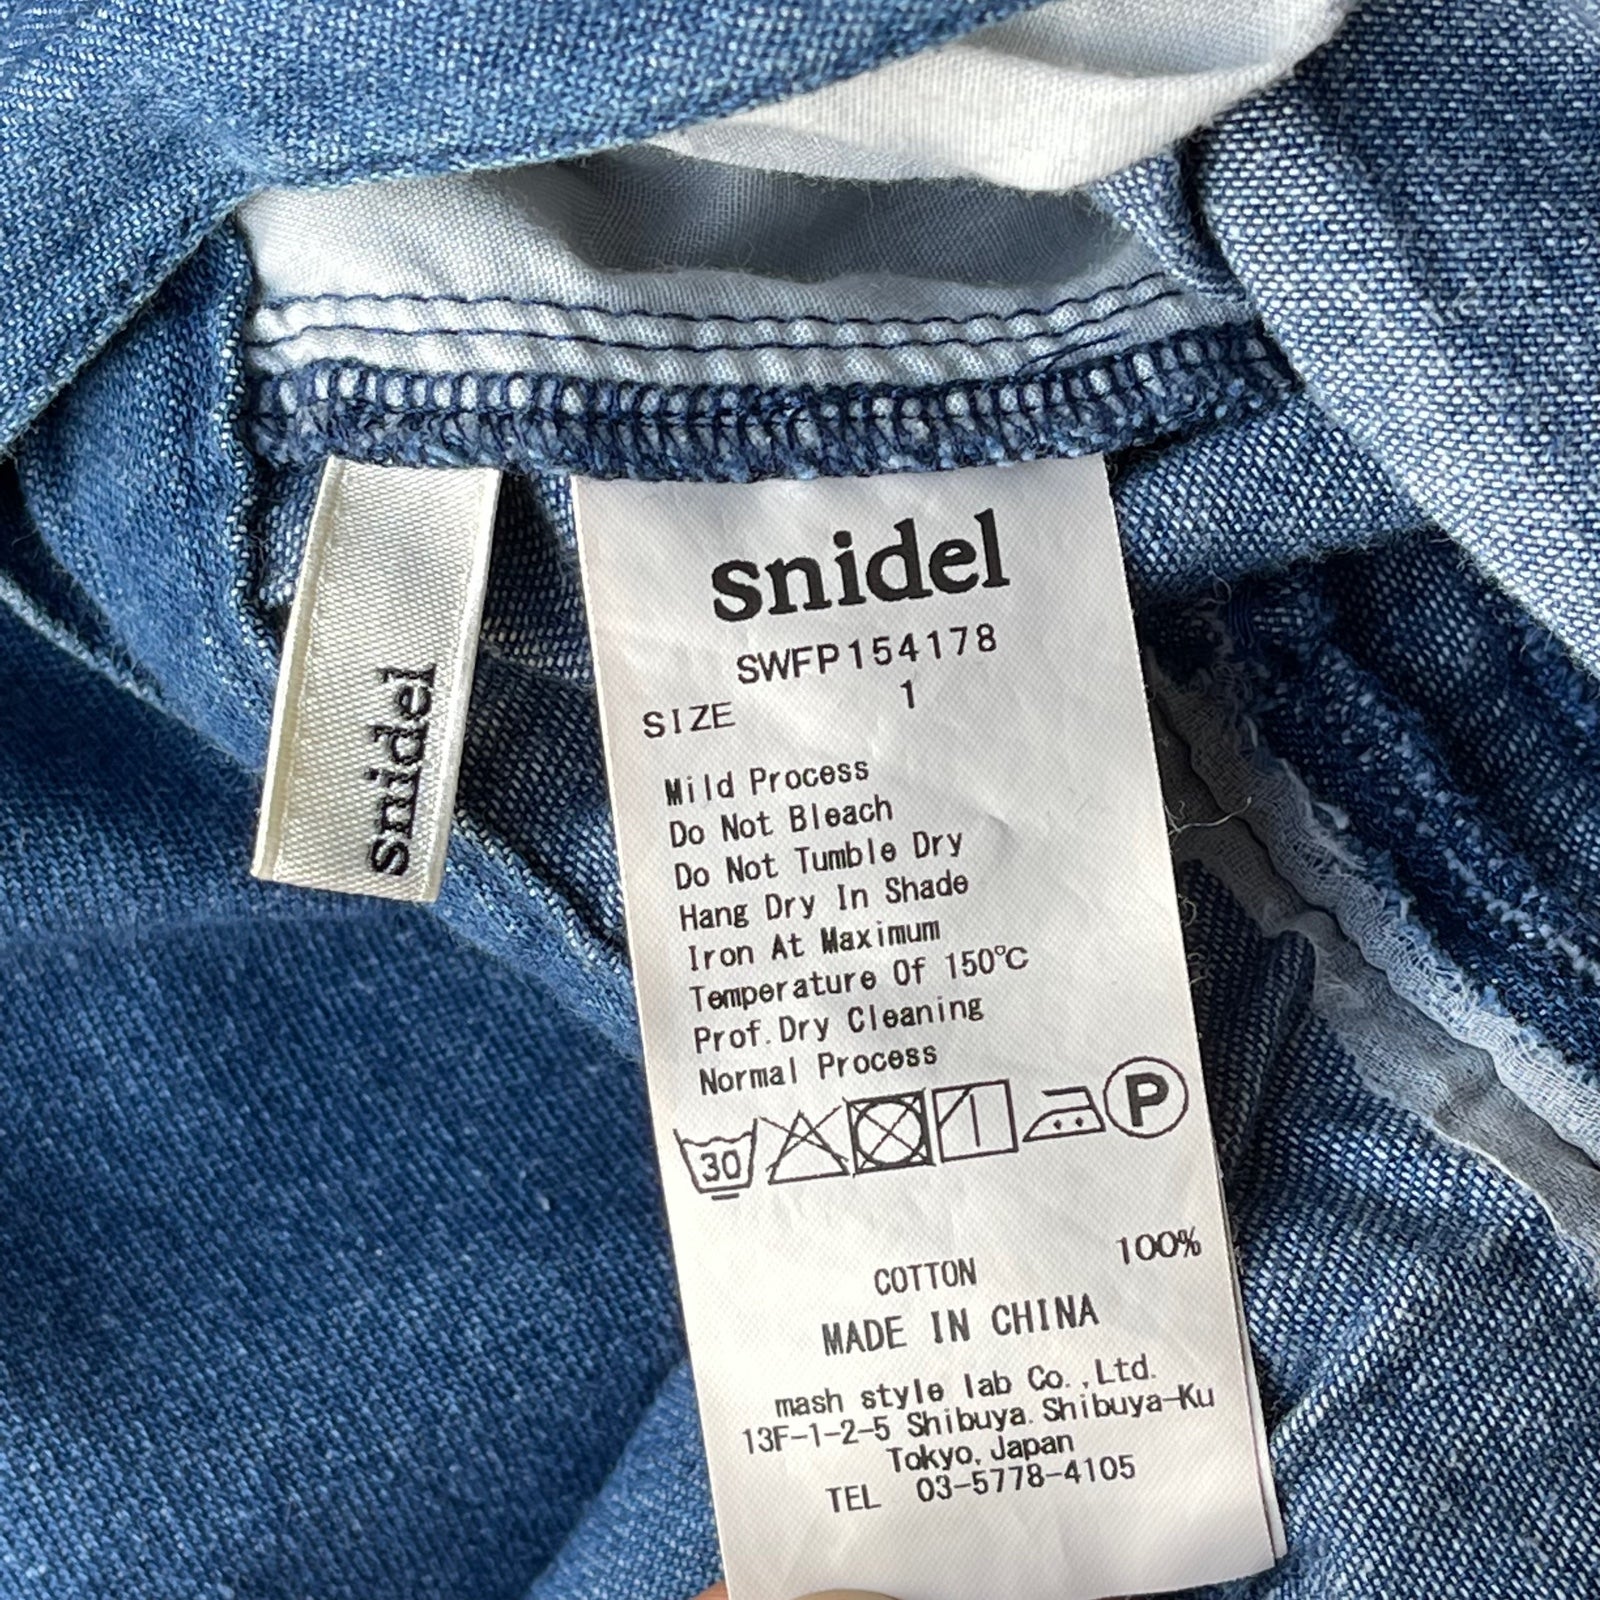 snidel
snidel
SWFP154178
SIZE 1
Mild Process
Do Not Bleach
Do Not Tumble Dry
Hang Dry In Shade
Iron At Maximum
Temperature Of 150℃
Prof.Dry Cleaning
Normal Process
30 P
COTTON 100%
MADE IN CHINA
mash style lab Co.,Ltd.
13F-1-2-5 Shibuya.Shibuya-Ku
Tokyo,Japan
TEL 03-5778-4105